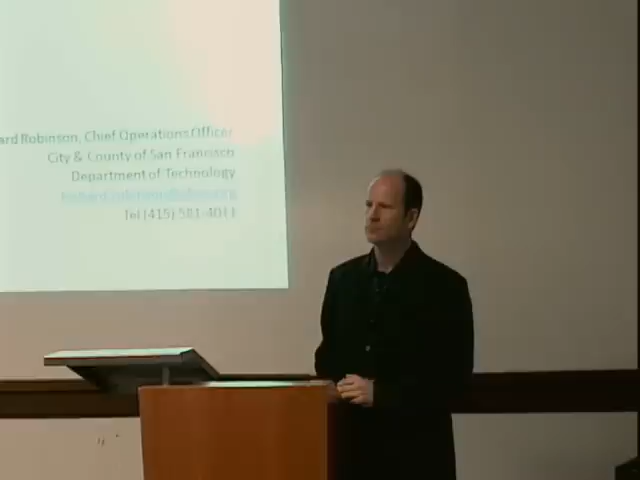 ard Robinson, Chief Operations Officer
City & County of San Francisco
Department of Technology
Tel (415) 581-4011